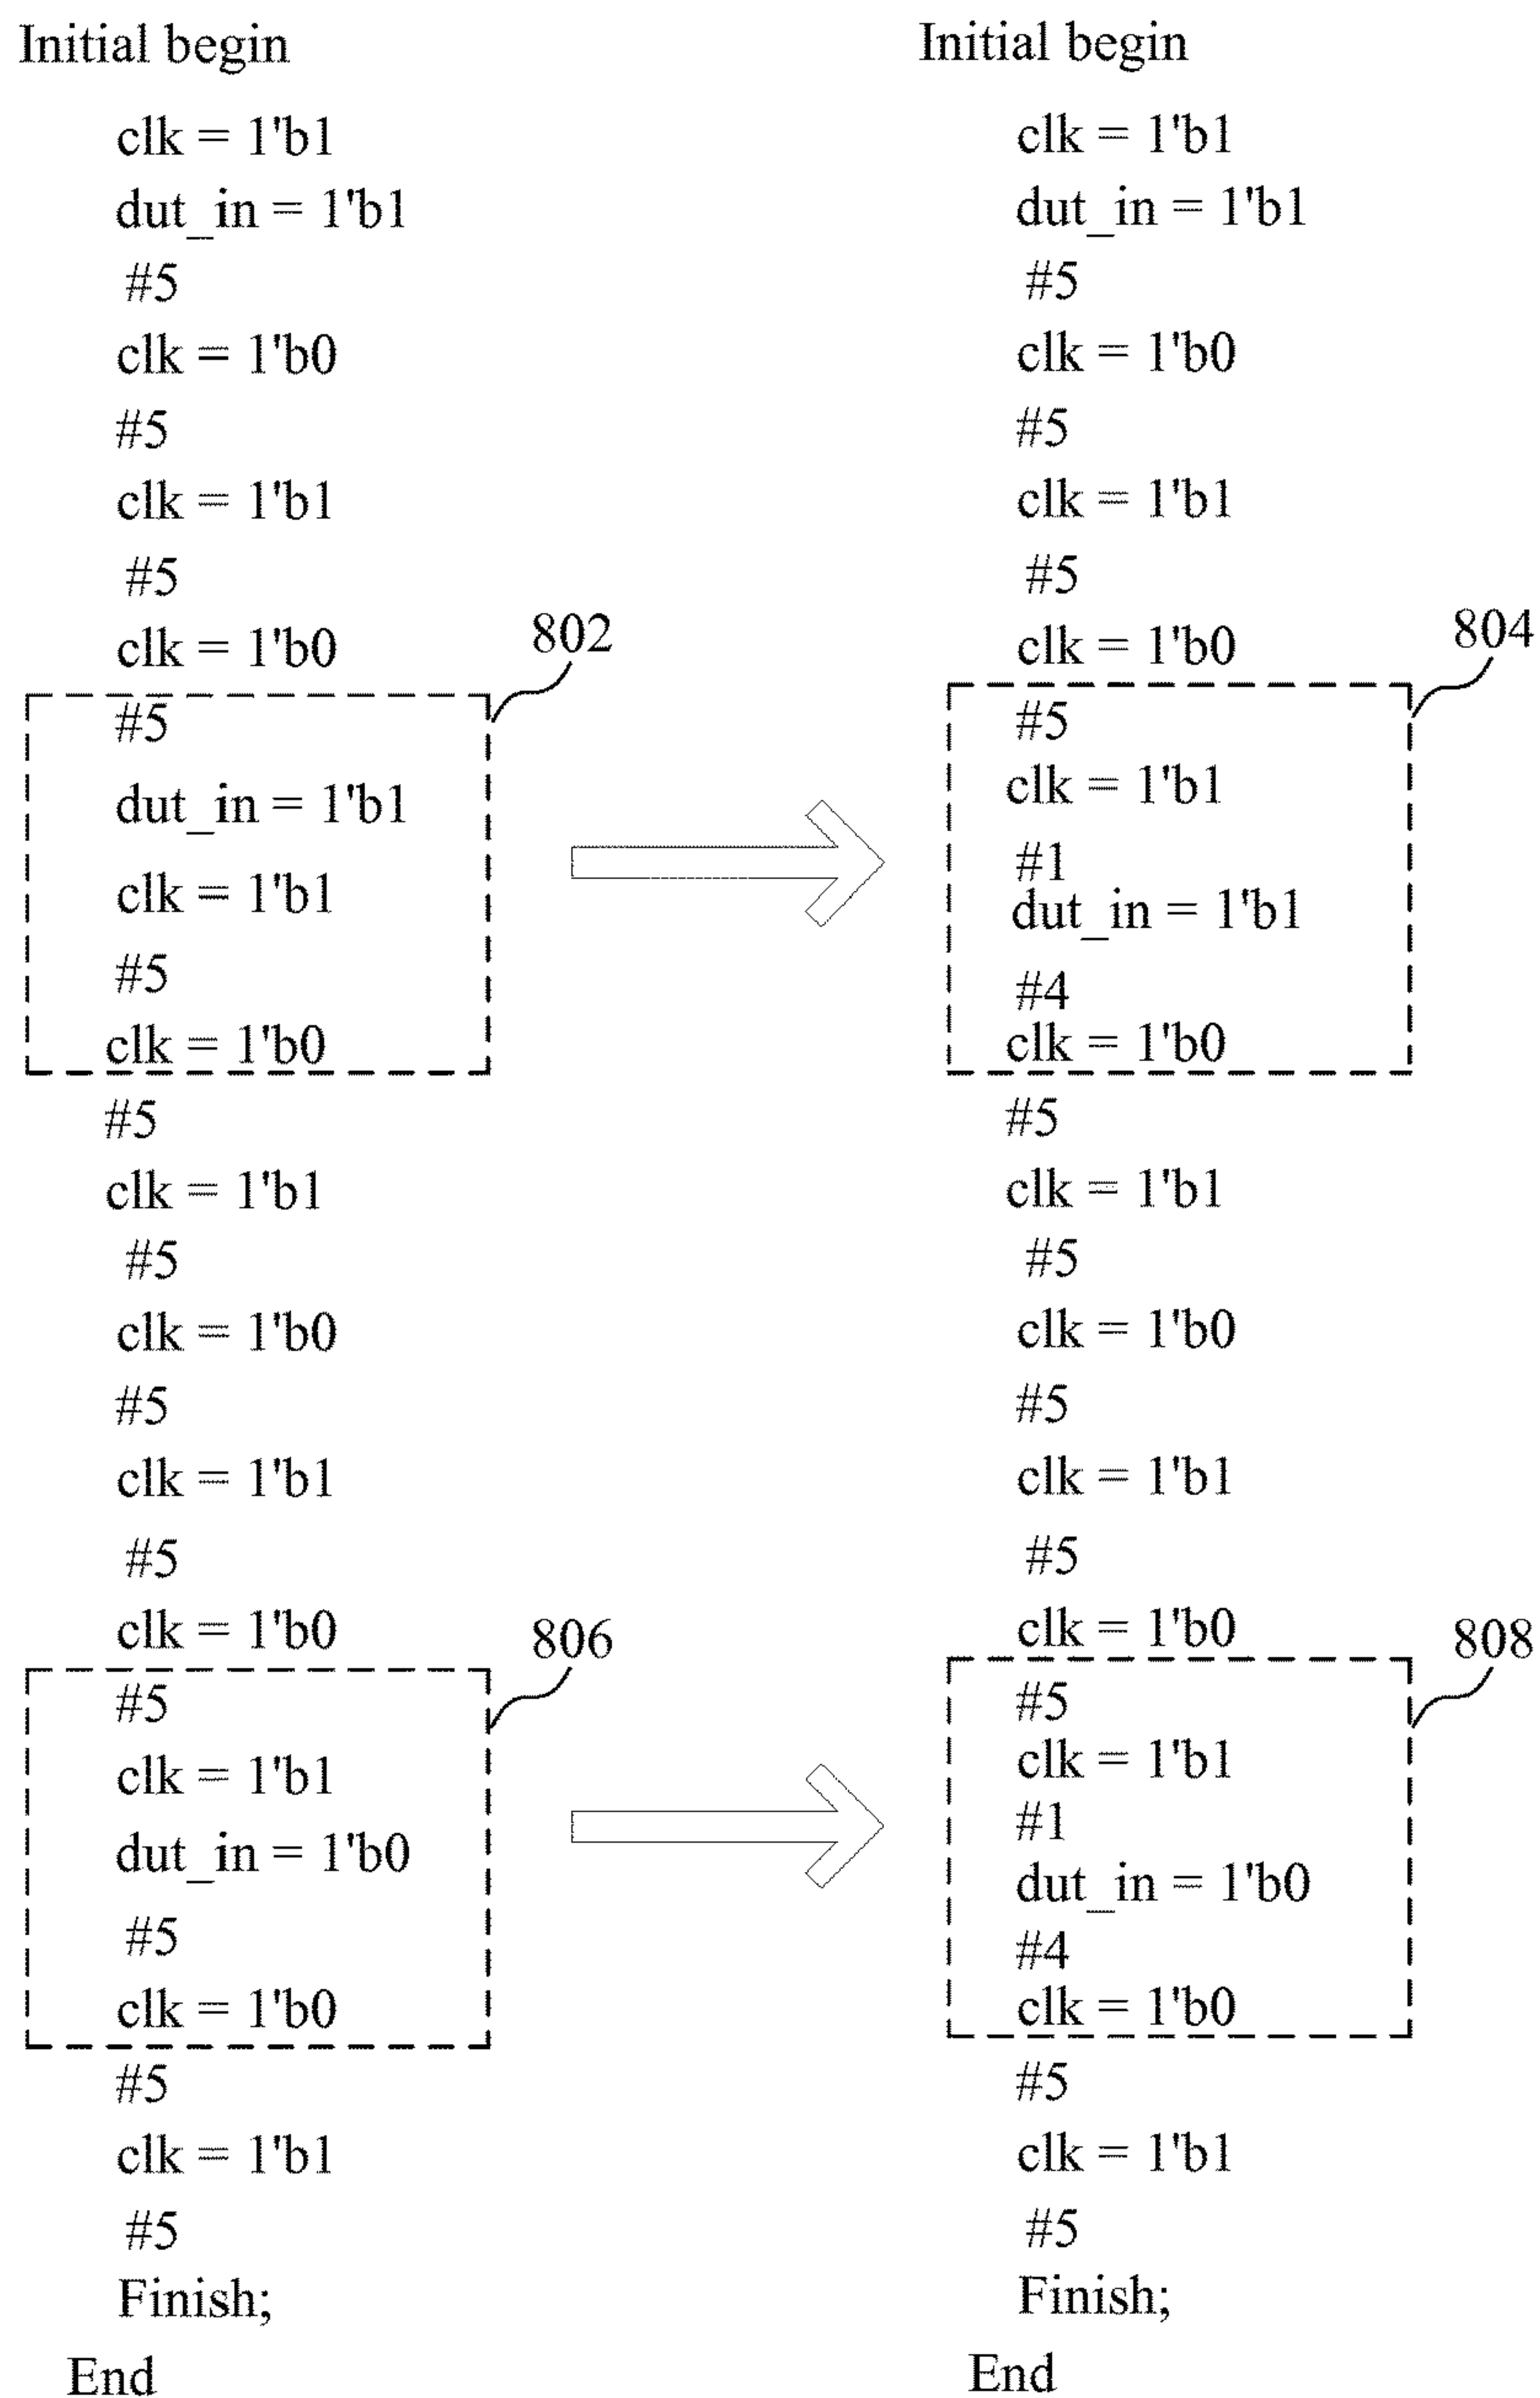 Initial begin
clk = 1'b1
dut_in = 1'b1
#5
clk = 1'b0
#5
clk = 1'b1
#5
clk = 1'b0
802
#5
dut_in = 1'b1
clk = 1'b1
#5
clk = 1'b0
#5
clk = 1'b1
#5
clk = 1'b0
#5
clk = 1'b1
#5
clk = 1'b0
806
#5
clk = 1'b1
dut_in = 1'b0
#5
clk = 1'b0
#5
clk = 1'b1
#5
Finish;
End
Initial begin
clk = 1'b1
dut_in = 1'b1
#5
clk = 1'b0
#5
clk = 1'b1
#5
clk = 1'b0
804
#5
clk = 1'b1
#1
dut_in = 1'b1
#4
clk = 1'b0
#5
clk = 1'b1
#5
clk = 1'b0
#5
clk = 1'b1
#5
clk = 1'b0
808
#5
clk = 1'b1
#1
dut_in = 1'b0
#4
clk = 1'b0
#5
clk = 1'b1
#5
Finish;
End